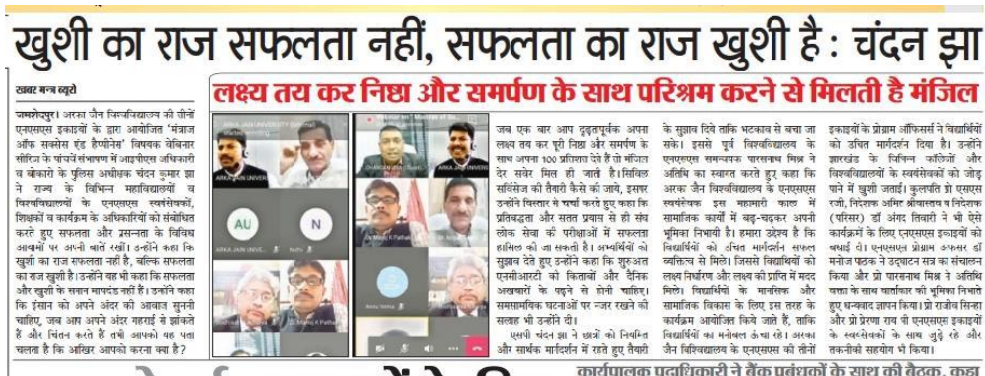 खुशी का राज सफलता नहीं, सफलता का राज खुशी है : चंदन झा
लक्ष्य तय कर निष्ठा और समर्पण के साथ परिश्रम करने से मिलती है मंजिल
खबर मन्त्र ब्यूरो
जमशेदपुर। अरका जैन विश्वविद्यालय की तीनों
एनएसएस इकाइयों के द्वारा आयोजित 'मंत्राज
ऑफ सक्सेस एंड हैप्पीनेस' विषयक वेबिनार
सीरिज के पांचवें संभाषण में आइपीएस अधिकारी
व बोकारो के पुलिस अधीक्षक चंदन कुमार झा
ने राज्य के विभिन्न महाविद्यालयों व
विश्वविद्यालयों के एनएसएस स्वयंसेवकों,
शिक्षकों व कार्यक्रम के अधिकारियों को संबोधित
करते हुए सफलता और प्रसन्नता के विविध
आयामों पर अपनी बातें रखीं। उन्होंने कहा कि
खुशी का राज सफलता नहीं है, बल्कि सफलता
का राज खुशी है। उन्होंने यह भी कहा कि सफलता
और खुशी के समान मापदंड नहीं हैं। उन्होंने कहा
कि इंसान को अपने अंदर की आवाज सुननी
चाहिए, जब आप अपने अंदर गहराई से झांकते
हैं और चिंतन करते हैं तभी आपको यह पता
चलता है कि आखिर आपको करना क्या है?
ARKA JAIN UNIVERSITY
AU
N
जब एक बार आप दृढ़तापूर्वक अपना
लक्ष्य तय कर पूरी निष्ठा और समर्पण के
साथ अपना 100 प्रतिशत देते हैं तो मंजिल
देर सवेर मिल ही जाती है। सिविल
सर्विसेज की तैयारी कैसे की जाये, इसपर
उन्होंने विस्तार से चर्चा करते हुए कहा कि
प्रतिबद्धता और सतत प्रयास से ही संघ
लोक सेवा की परीक्षाओं में सफलता
हासिल की जा सकती है। अभ्यर्थियों को
सुझाव देते हुए उन्होंने कहा कि शुरुआत
एनसीआरटी की किताबों और दैनिक
अखबारों के पढ़ने से होनी चाहिए।
समसामयिक घटनाओं पर नजर रखने की
सलाह भी उन्होंने दी।
एसपी चंदन झा ने छात्रों को नियमित
और सार्थक मार्गदर्शन में रहते हुए तैयारी
के सुझाव दिये ताकि भटकाव से बचा जा
सके। इससे पूर्व विश्वविद्यालय के
एनएसएस समन्वयक पारसनाथ मिश्र ने
अतिथि का स्वागत करते हुए कहा कि
अरका जैन विश्वविद्यालय के एनएसएस
स्वयंसेवक इस महामारी काल में
सामाजिक कार्यों में बढ़-चढ़कर अपनी
भूमिका निभायी है। हमारा उद्देश्य है कि
विद्यार्थियों को उचित मार्गदर्शन सफल
व्यक्तित्व से मिले। जिससे विद्यार्थियों को
लक्ष्य निर्धारण और लक्ष्य की प्राप्ति में मदद
मिले। विद्यार्थियों के मानसिक और
सामाजिक विकास के लिए इस तरह के
कार्यक्रम आयोजित किये जाते हैं, ताकि
विद्यार्थियों का मनोबल ऊंचा रहे। अरका
जैन विश्वविद्यालय के एनएसएस की तीनों
इकाइयों के प्रोग्राम ऑफिसर्स ने विद्यार्थियों
को उचित मार्गदर्शन दिया है। उन्होंने
झारखंड के विभिन्न कॉलेजों और
विश्वविद्यालयों के स्वयंसेवकों को जोड़
पाने में खुशी जताई। कुलपति प्रो एसएस
रजी, निदेशक अमित श्रीवास्तव व निदेशक
(परिसर) डॉ अंगद तिवारी ने भी ऐसे
कार्यक्रमों के लिए एनएसएस इकाइयों को
बधाई दी। एनएसएस प्रोग्राम अफसर डॉ
मनोज पाठक ने उद्घाटन सत्र का संचालन
किया और प्रो पारसनाथ मिश्र ने अतिथि
वक्ता के साथ वार्ताकार की भूमिका निभाते
हुए धन्यवाद ज्ञापन किया। प्रो राजीव सिन्हा
और प्रो प्रेरणा राय भी एनएसएस इकाइयों
के स्वयंसेवकों के साथ जुड़े रहे और
तकनीकी सहयोग भी किया।
कार्यपालक पदाधिकारी ने बैंक प्रबंधकों के साथ की बैठक, कहा